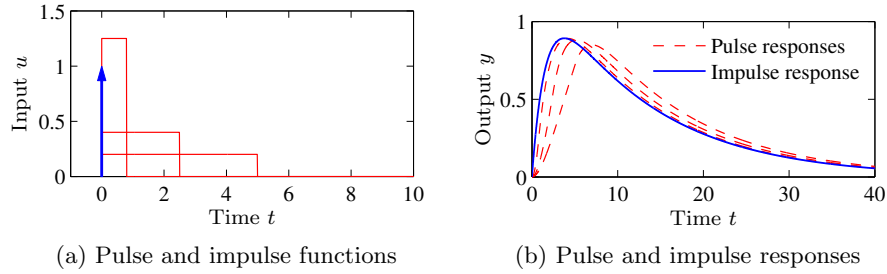 1.5
1
0.5
0
0
2
4
6
8
10
Input u
Time t
(a) Pulse and impulse functions
1
0.5
0
0
10
20
30
40
Output y
Time t
Pulse responses
Impulse response
(b) Pulse and impulse responses